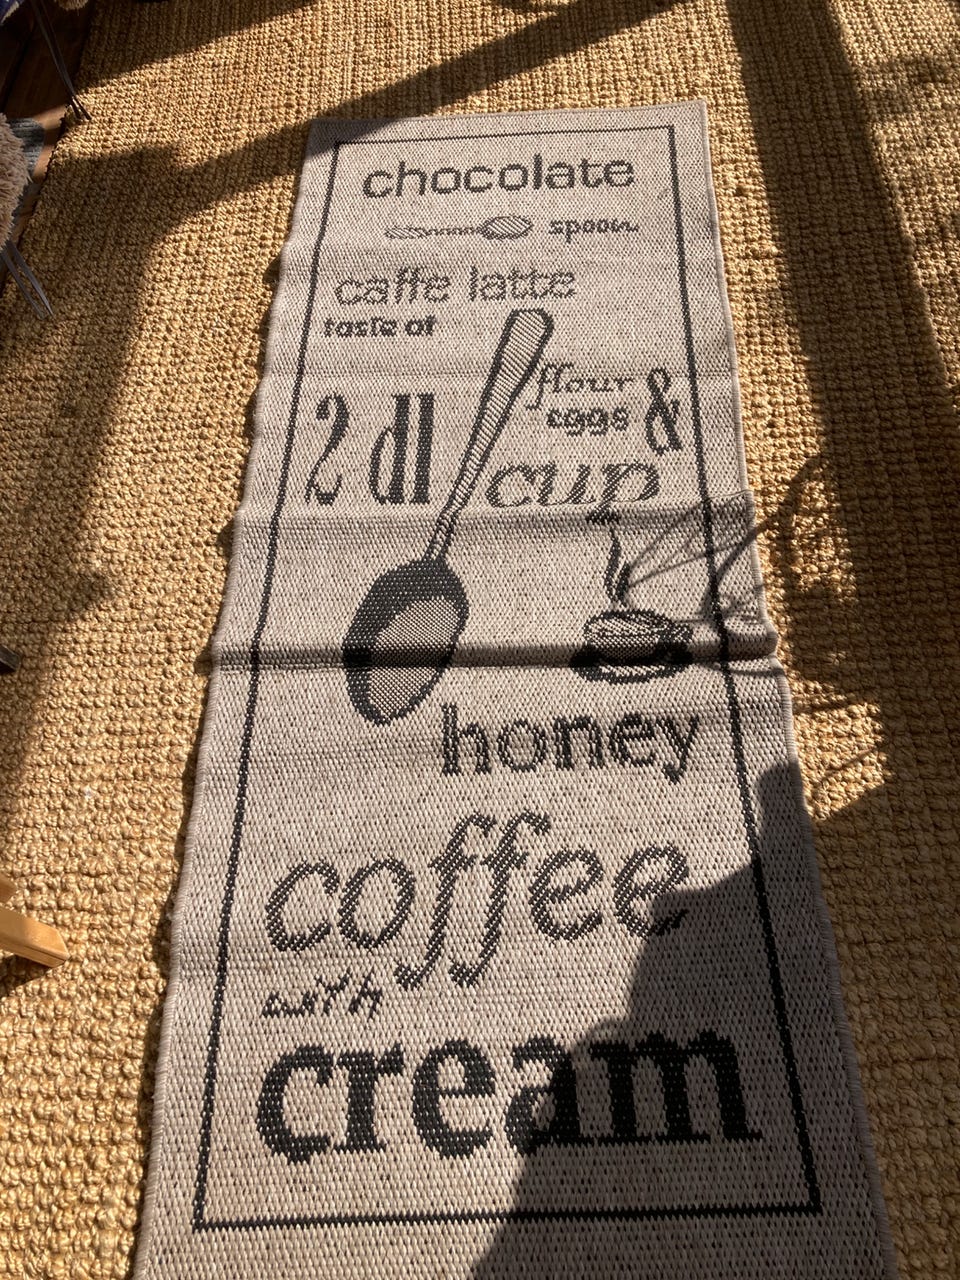 chocolate
spoon
caffe latte
taste of
flour
2 dl eggs &
cup
honey
coffee
with
cream